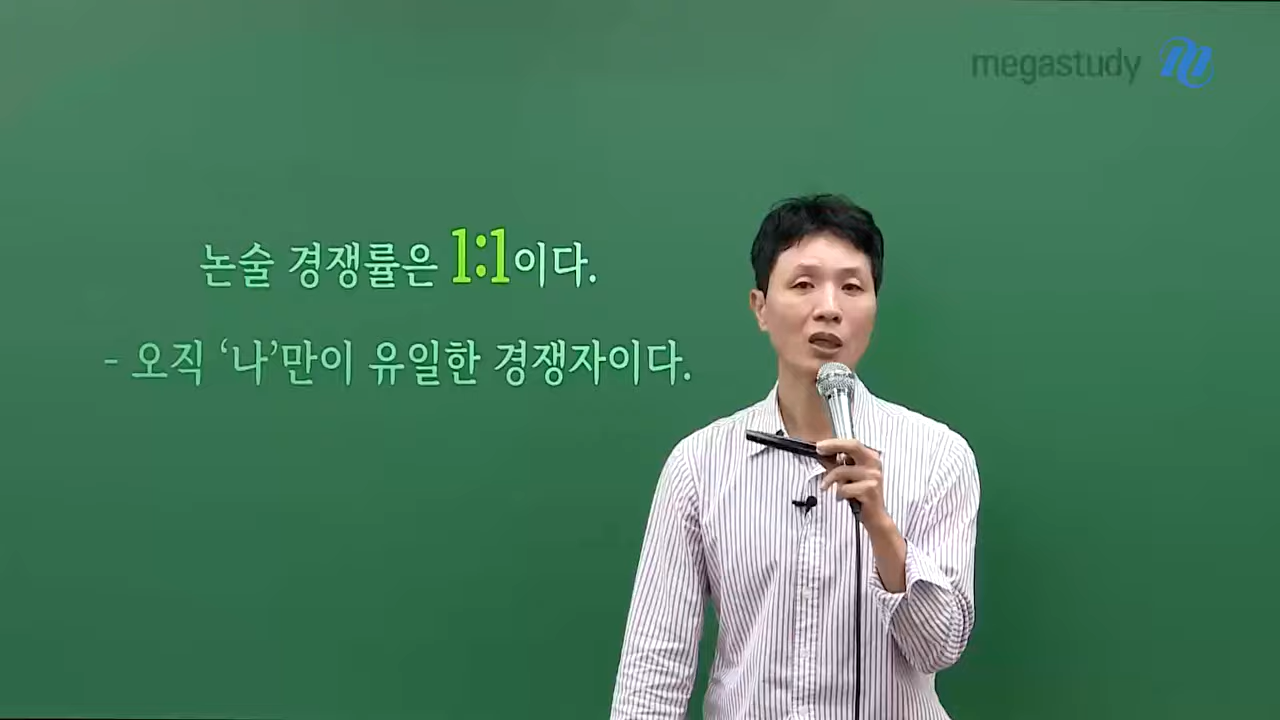 megastudy
논술 경쟁률은 1:1이다.
- 오직 ‘나’만이 유일한 경쟁자이다.